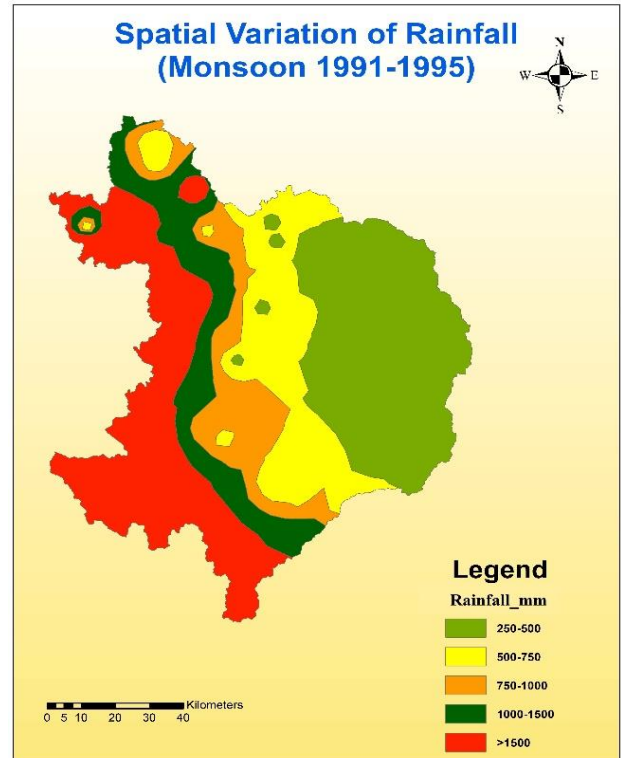 Spatial Variation of Rainfall
(Monsoon 1991-1995)
N
W E
S
Legend
Rainfall_mm
250-500
500-750
750-1000
1000-1500
>1500
Kilometers
0 5 10 20 30 40